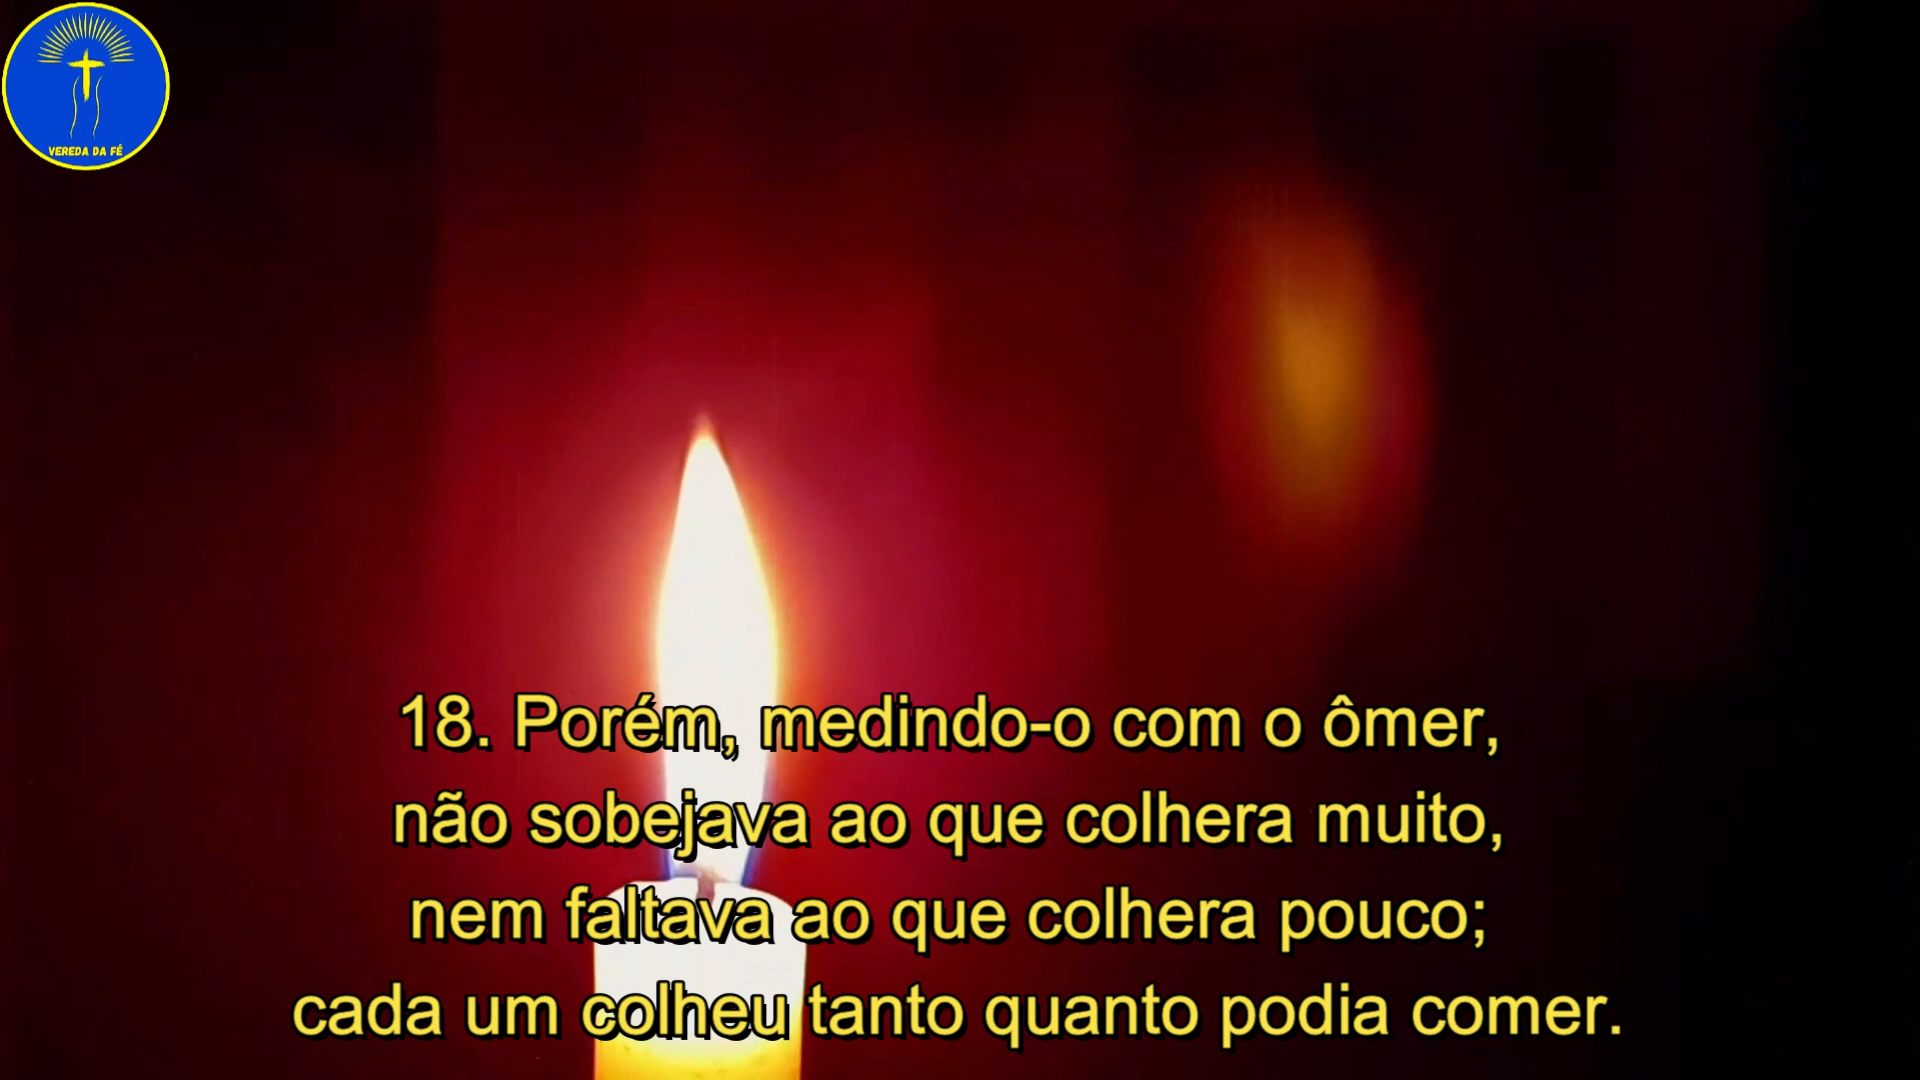 VEREDA DA FÉ
18. Porém, medindo-o com o ômer,
não sobejava ao que colhera muito,
nem faltava ao que colhera pouco;
cada um colheu tanto quanto podia comer.